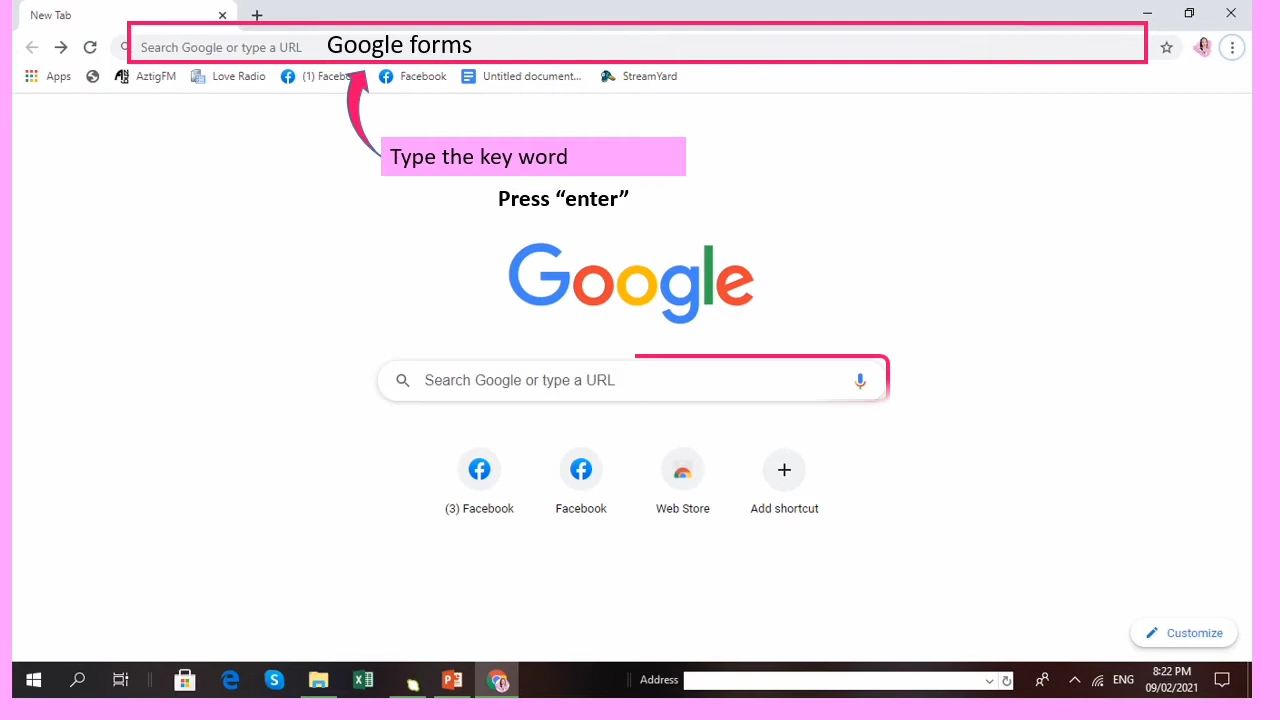 New Tab
Search Google or type a URL Google forms
Apps AztigFM Love Radio (1) Facebo Facebook Untitled document... StreamYard
Type the key word
Press “enter”
Google
Search Google or type a URL
(3) Facebook Facebook Web Store Add shortcut
Customize
Address ENG 8:22 PM
09/02/2021